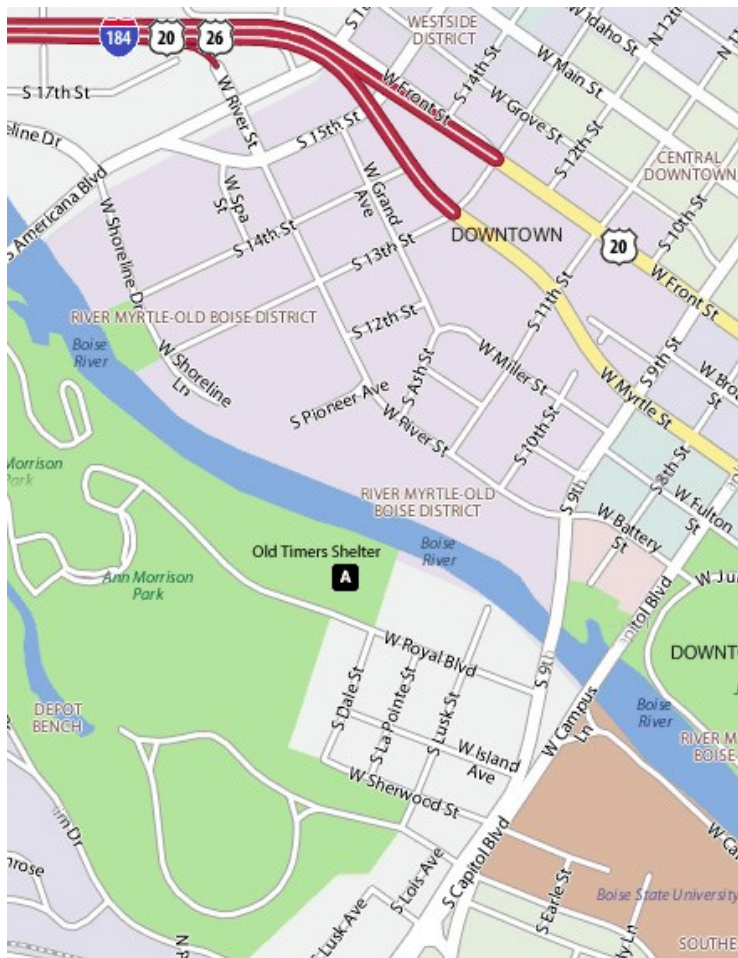 184
20
26
S 17th St
W River St
WESTSIDE
DISTRICT
W Idaho St
N 12th
W Main St
S 14th St
W Front St
W Grove St
S 12th St
S 15th St
CENTRAL
DOWNTOWN
S Americana Blvd
W Spa
St
W Grand
Ave
W Shoreline Dr
S 14th St
S 13th St
DOWNTOWN
20
S 10th St
W Front St
S 11th St
RIVER MYRTLE-OLD BOISE DISTRICT
S 12th St
Boise
River
W Shoreline
Ln
S Ash St
W Miller St
S 9th St
W Myrtle St
S Pioneer Ave
W River St
S 10th St
S 8th St
Morrison
Park
RIVER MYRTLE-OLD
BOISE DISTRICT
S 9th
W Fulton
St
W Battery
St
Boise
River
Old Timers Shelter
A
Ann Morrison
Park
W Royal Blvd
S 9th
S Dale St
S La Pointe St
S Lusk St
W Island
Ave
W Campus
Ln
Boise
River
DEPOT
BENCH
W Sherwood St
S Capitol Blvd
S Lois Ave
S Lusk Ave
S Earle St
Boise State University